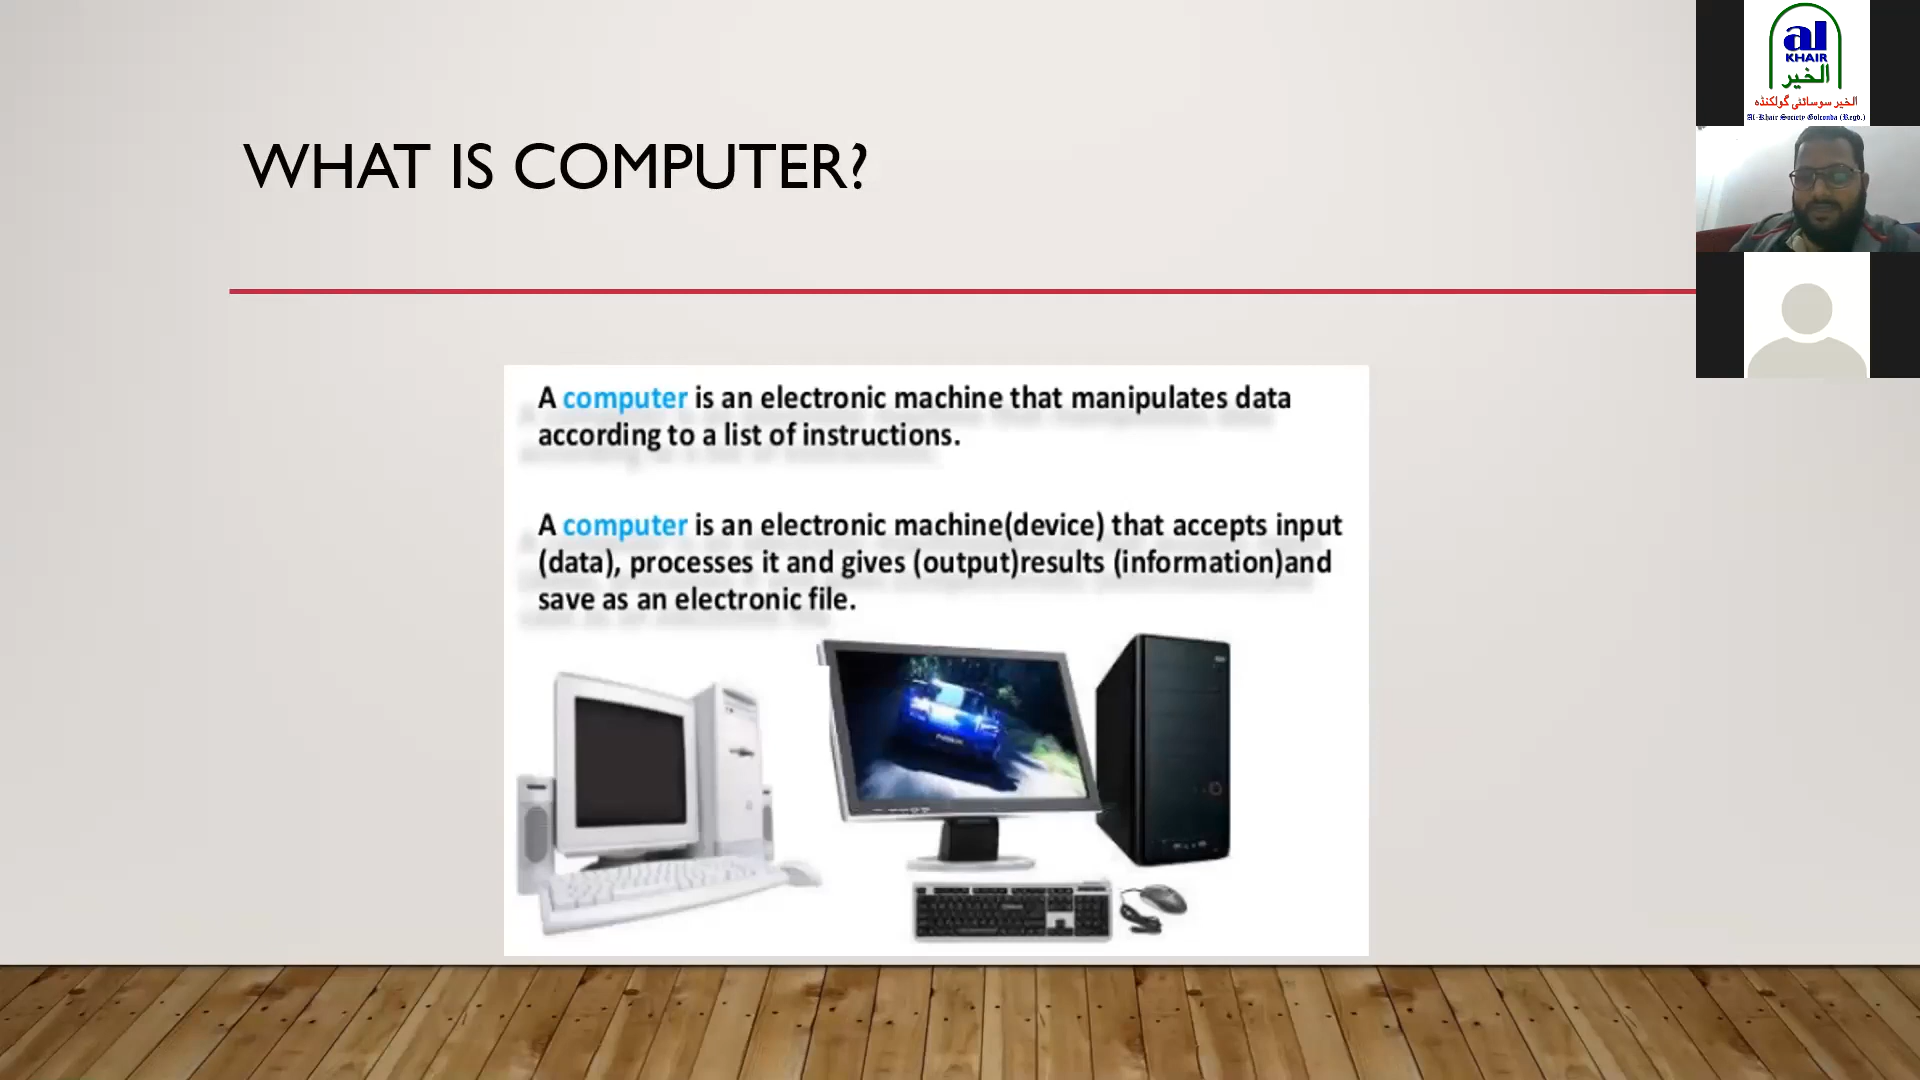 WHAT IS COMPUTER?
A computer is an electronic machine that manipulates data
according to a list of instructions.
A computer is an electronic machine(device) that accepts input
(data), processes it and gives (output)results (information)and
save as an electronic file.
al
KHAIR
الخير
الخیر سوسائٹی گولکنڈہ
Al-Khair Society Golconda (Regd.)